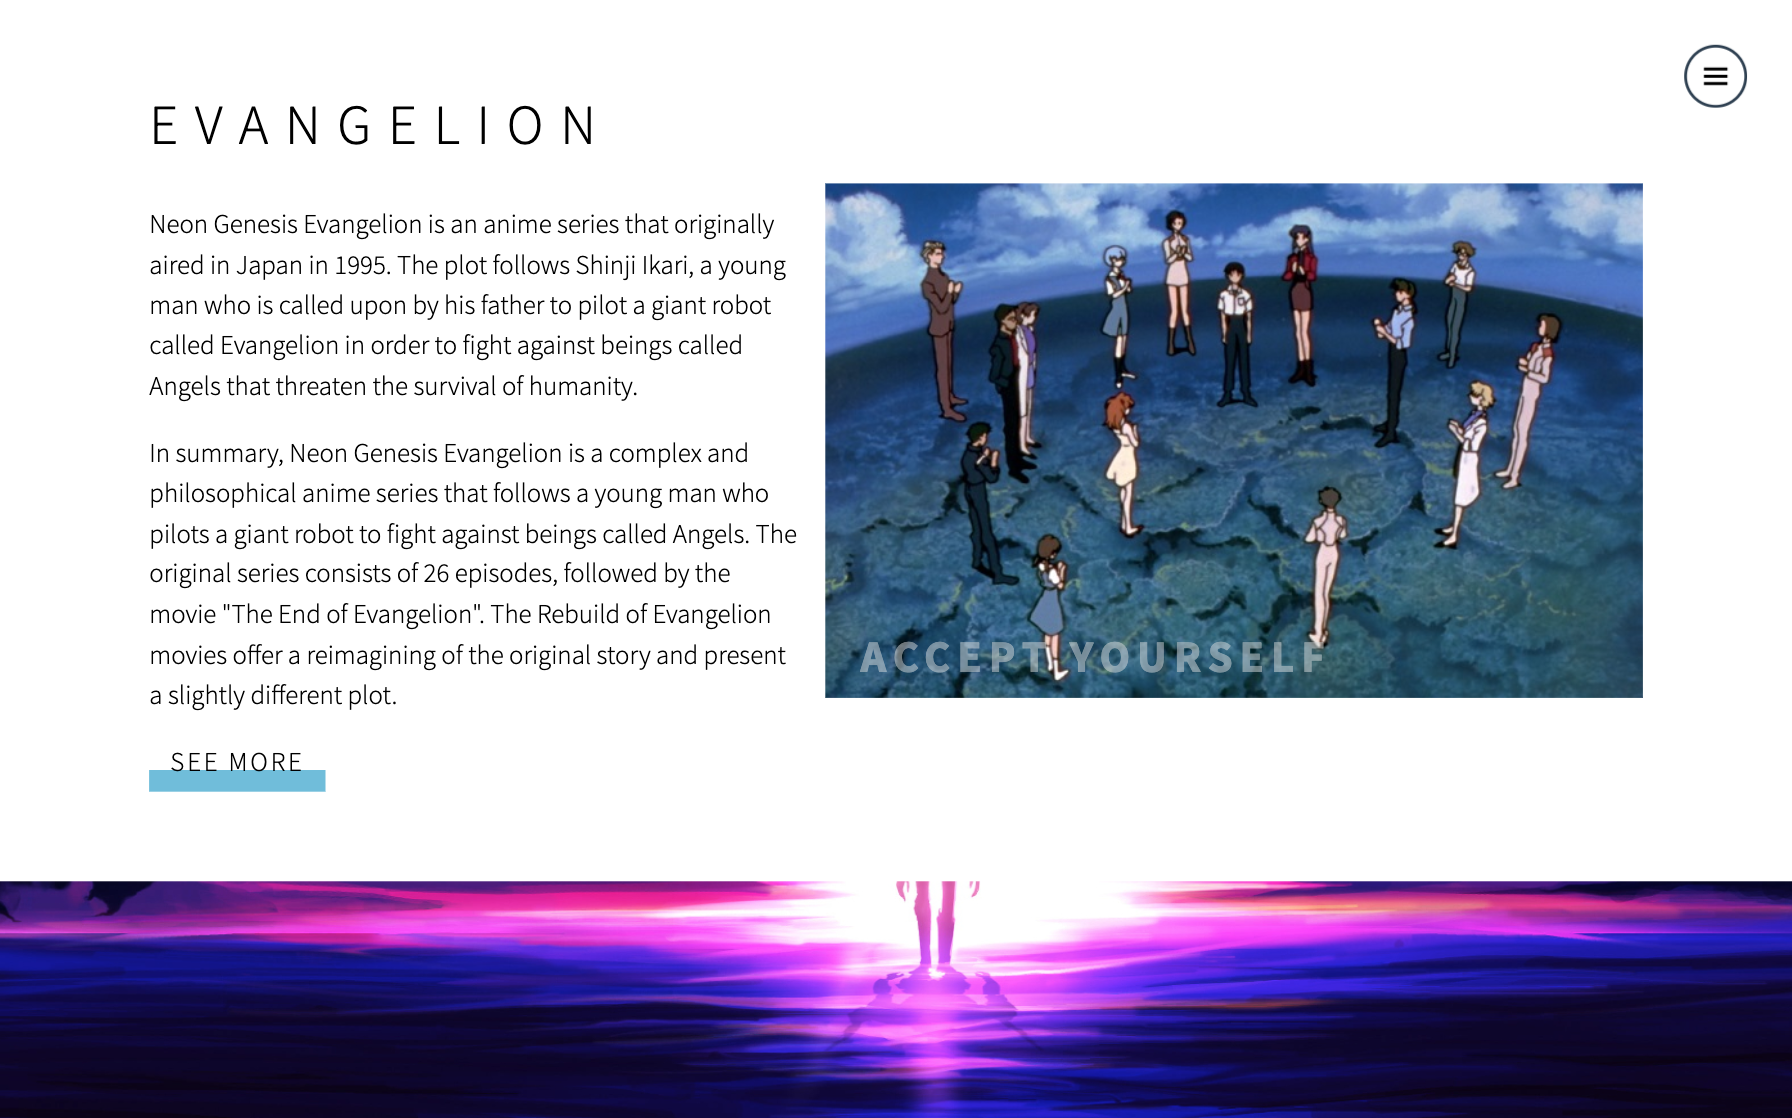 EVANGELION
Neon Genesis Evangelion is an anime series that originally
aired in Japan in 1995. The plot follows Shinji Ikari, a young
man who is called upon by his father to pilot a giant robot
called Evangelion in order to fight against beings called
Angels that threaten the survival of humanity.
In summary, Neon Genesis Evangelion is a complex and
philosophical anime series that follows a young man who
pilots a giant robot to fight against beings called Angels. The
original series consists of 26 episodes, followed by the
movie "The End of Evangelion". The Rebuild of Evangelion
movies offer a reimagining of the original story and present
a slightly different plot.
SEE MORE
ACCEPT YOURSELF